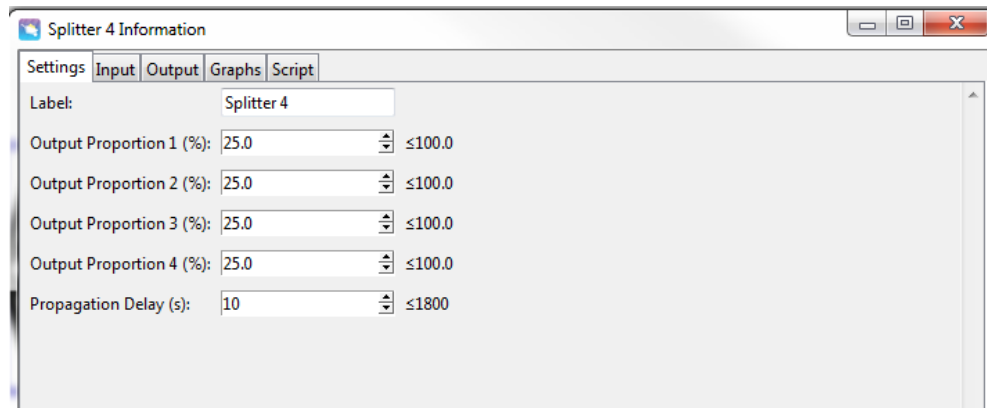 Splitter 4 Information
Settings Input Output Graphs Script
Label: Splitter 4
Output Proportion 1 (%): 25.0 ≤100.0
Output Proportion 2 (%): 25.0 ≤100.0
Output Proportion 3 (%): 25.0 ≤100.0
Output Proportion 4 (%): 25.0 ≤100.0
Propagation Delay (s): 10 ≤1800